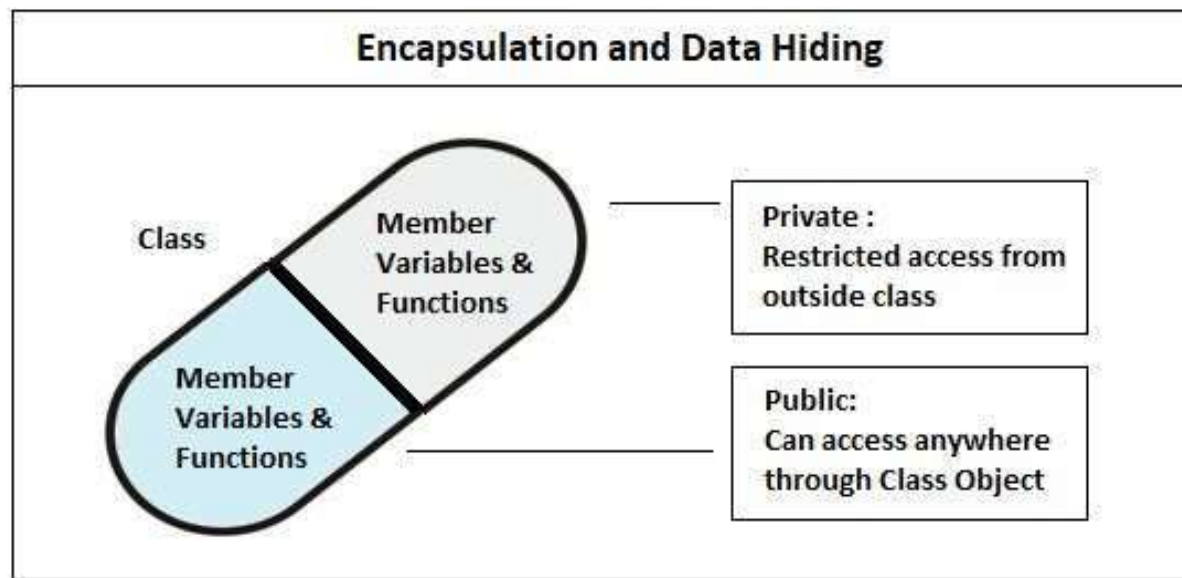 Encapsulation and Data Hiding
Class
Member
Variables &
Functions
Member
Variables &
Functions
Private :
Restricted access from
outside class
Public:
Can access anywhere
through Class Object